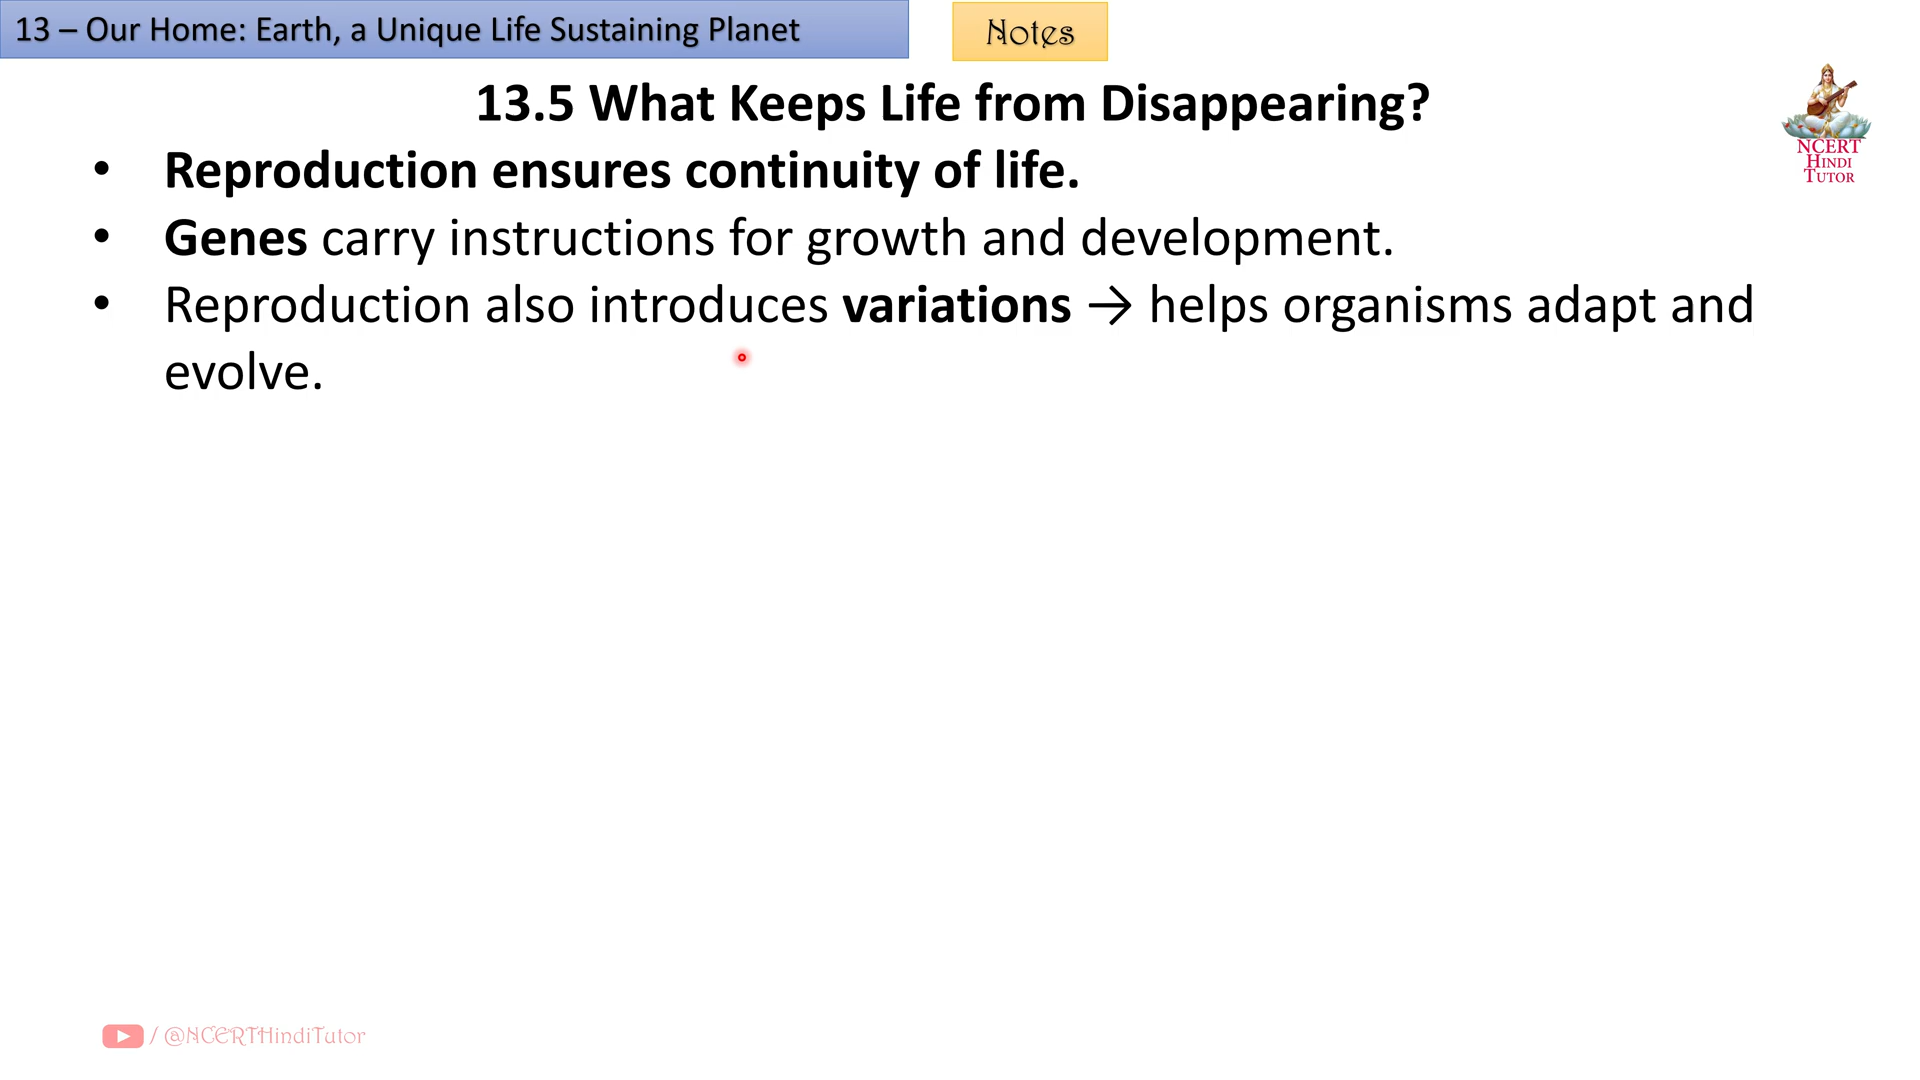 13 – Our Home: Earth, a Unique Life Sustaining Planet
Notes
13.5 What Keeps Life from Disappearing?
• Reproduction ensures continuity of life.
• Genes carry instructions for growth and development.
• Reproduction also introduces variations → helps organisms adapt and
evolve.
NCERT
HINDI
TUTOR
/ @NCERTHindiTutor